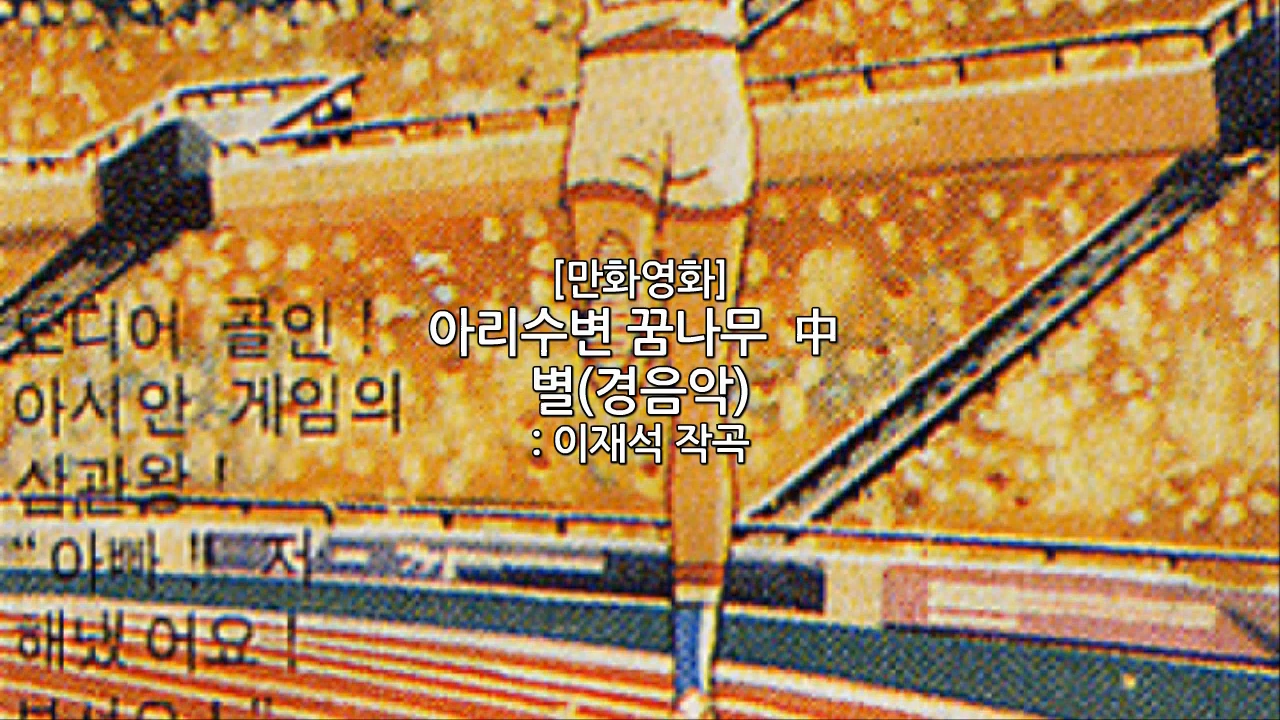 [만화영화]
아리수변 꿈나무 中
별(경음악)
: 이재석 작곡
드디어 골인 !
아세안 게임의
삼관왕 !
“아빠 !! 저
해냈어요 !